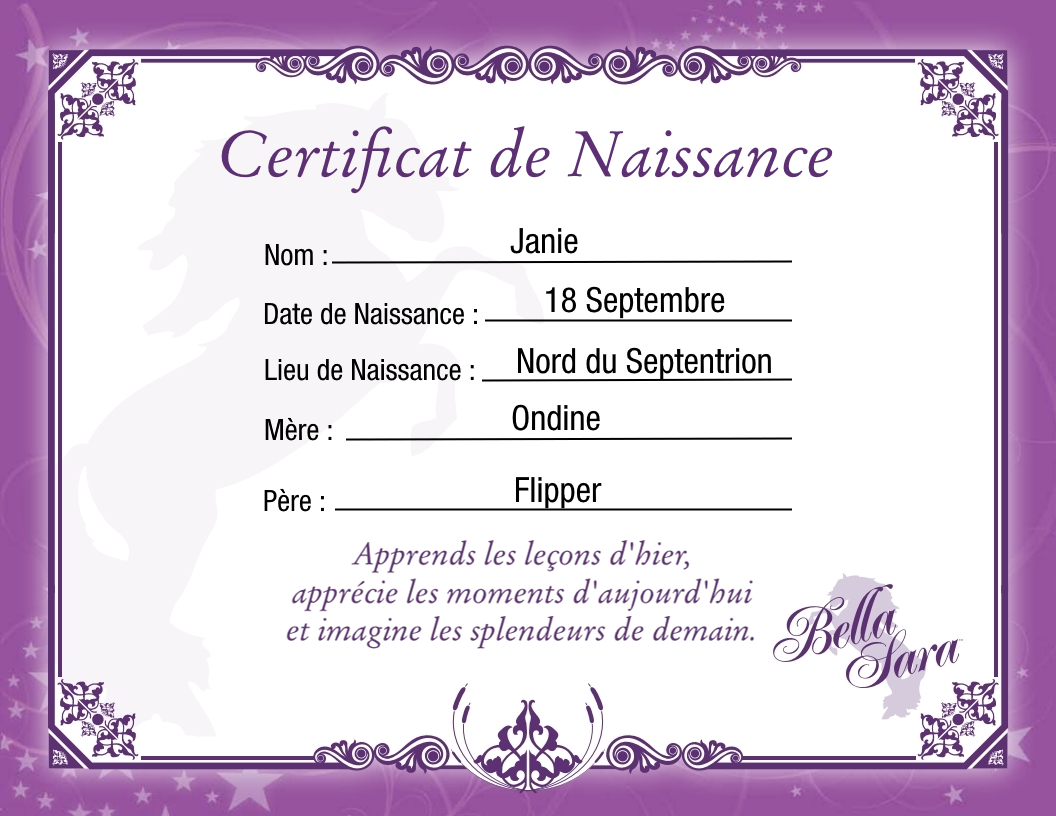 Certificat de Naissance
Nom : Janie
Date de Naissance : 18 Septembre
Lieu de Naissance : Nord du Septentrion
Mère : Ondine
Père : Flipper
Apprends les leçons d'hier,
apprécie les moments d'aujourd'hui
et imagine les splendeurs de demain.
Bella
Sara